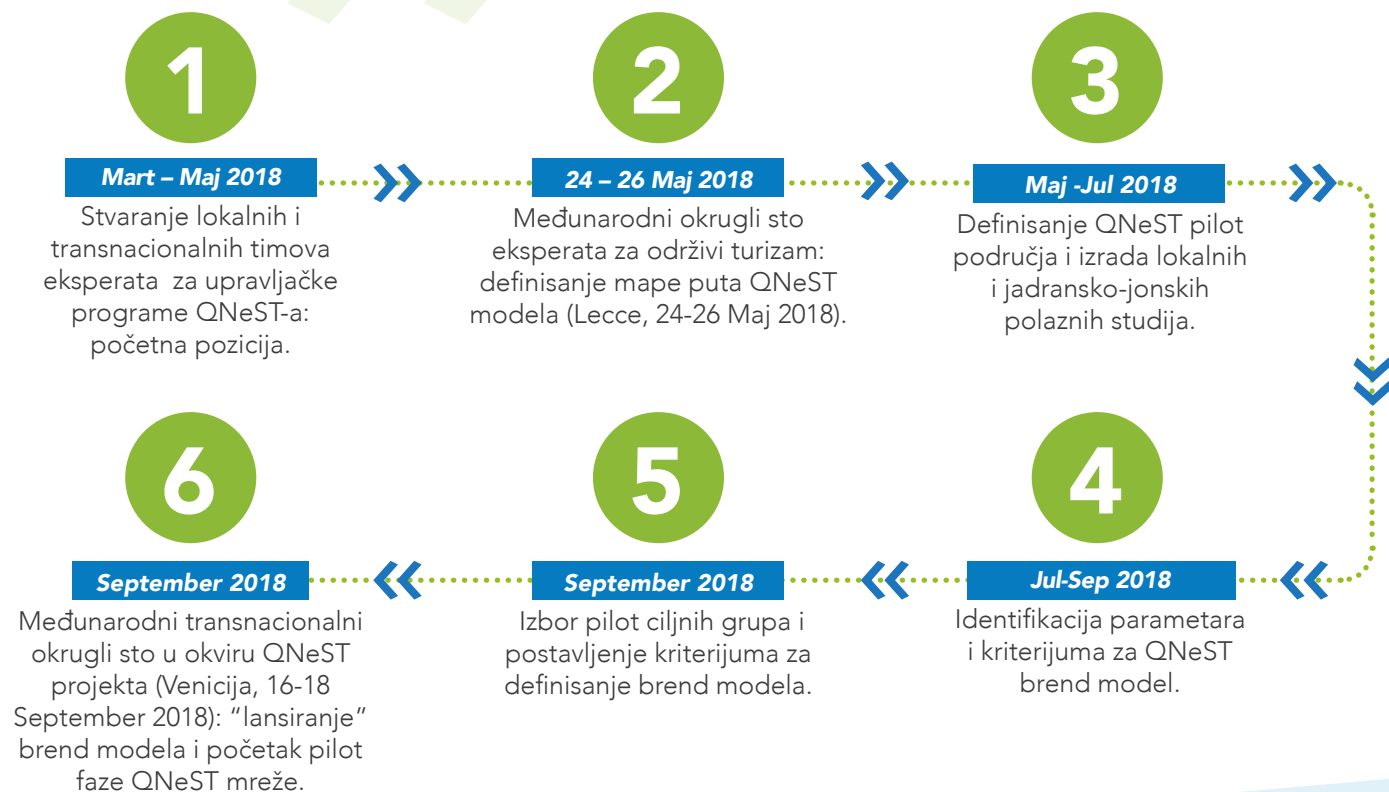 1
Mart – Maj 2018
Stvaranje lokalnih i
transnacionalnih timova
eksperata za upravljačke
programe QNeST-a:
početna pozicija.
2
24 – 26 Maj 2018
Međunarodni okrugli sto
eksperata za održivi turizam:
definisanje mape puta QNeST
modela (Lecce, 24-26 Maj 2018).
3
Maj -Jul 2018
Definisanje QNeST pilot
područja i izrada lokalnih
i jadransko-jonskih
polaznih studija.
4
Jul-Sep 2018
Identifikacija parametara
i kriterijuma za QNeST
brend model.
5
September 2018
Izbor pilot ciljnih grupa i
postavljenje kriterijuma za
definisanje brend modela.
6
September 2018
Međunarodni transnacionalni
okrugli sto u okviru QNeST
projekta (Venicija, 16-18
September 2018): “lansiranje”
brend modela i početak pilot
faze QNeST mreže.